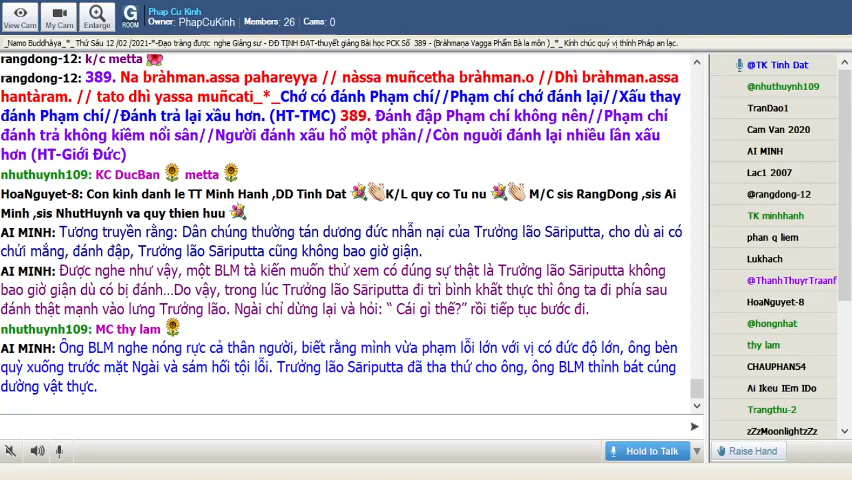 Phap Cu Kinh
Owner: PhapCuKinh Members: 26 Cams: 0
View Cam My Cam Enlarge G ROOM
_Namo Buddhàya_*_ Thứ Sáu 12 /02 /2021-*-Đạo tràng được nghe Giảng sư - ĐĐ TỊNH ĐẠT-thuyết giảng Bài học PCK Số 389 - (Bràhmaṇa Vagga Phẩm Bà la môn )_*_ Kính chúc quý vị thính Pháp an lạc.
rangdong-12: k/c metta
rangdong-12: 389. Na bràhman.assa pahareyya // nàssa muñcetha bràhman.o //Dhì bràhman.assa
hantàram. // tato dhì yassa muñcati_*_Chớ có đánh Phạm chí//Phạm chí chớ đánh lại//Xấu thay
đánh Phạm chí//Đánh trả lại xầu hơn. (HT-TMC) 389. Đánh đập Phạm chí không nên//Phạm
chí đánh trả không kiềm nổi sân//Người đánh xấu hổ một phần//Còn nguời đánh lại nhiều lần xấu
hơn (HT-Giới Đức)
nhuthuynh109: KC DucBan metta
HoaNguyet-8: Con kinh danh le TT Minh Hanh ,DD Tinh Dat K/L quy co Tu nu M/C sis RangDong ,sis Ai
Minh ,sis NhutHuynh va quy thien huu
AI MINH: Tương truyền rằng: Dân chúng thường tán dương đức nhẫn nại của Trưởng lão Sāriputta, cho dù ai có
chửi mắng, đánh đập, Trưởng lão Sāriputta cũng không bao giờ giận.
AI MINH: Được nghe như vậy, một BLM tà kiến muốn thử xem có đúng sự thật là Trưởng lão Sāriputta không
bao giờ giận dù có bị đánh...Do vậy, trong lúc Trưởng lão Sāriputta đi trì bình khất thực thì ông ta đi phía sau
đánh thật mạnh vào lưng Trưởng lão. Ngài chỉ dừng lại và hỏi: “ Cái gì thế?” rồi tiếp tục bước đi.
nhuthuynh109: MC thy lam
AI MINH: Ông BLM nghe nóng rực cả thân người, biết rằng mình vừa phạm lỗi lớn với vị có đức độ lớn, ông bèn
quỳ xuống trước mặt Ngài và sám hối tội lỗi. Trưởng lão Sāriputta đã tha thứ cho ông, ông BLM thỉnh bát cúng
dường vật thực.
@TK Tinh Dat
@nhuthuynh109
TranDao1
Cam Van 2020
AI MINH
Lac1 2007
@rangdong-12
TK minhhanh
phan q liem
Lukhach
@ThanhThuyrTraanf
HoaNguyet-8
@hongnhat
thy lam
CHAUPHAN54
Ai Ikeu IEm IDo
Trangthu-2
zZzMoonlightzZz
Hold to Talk
Raise Hand